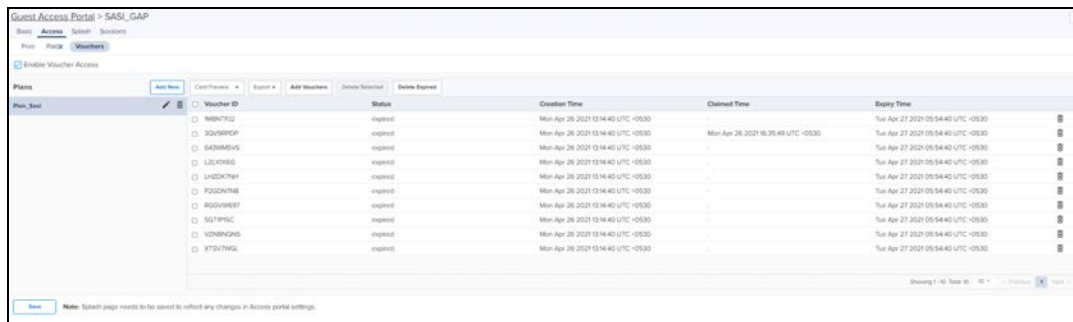 Guest Access Portal > SASI_GAP
Basic Access Splash Sessions
Free Vouchers
Enable Voucher Access
Plans Add New Card Preview Export Add Vouchers Delete Selected Delete Expired
Plan_Sasi Voucher ID Status Creation Time Claimed Time Expiry Time
expired Mon Apr 26 2021 13:14:40 UTC +0530 - Tue Apr 27 2021 05:54:40 UTC +0530
3QV9RPDP expired Mon Apr 26 2021 13:14:40 UTC +0530 Mon Apr 26 2021 16:35:49 UTC +0530 Tue Apr 27 2021 05:54:40 UTC +0530
643WMSVS expired Mon Apr 26 2021 13:14:40 UTC +0530 - Tue Apr 27 2021 05:54:40 UTC +0530
expired Mon Apr 26 2021 13:14:40 UTC +0530 - Tue Apr 27 2021 05:54:40 UTC +0530
LHZDK7NH expired Mon Apr 26 2021 13:14:40 UTC +0530 - Tue Apr 27 2021 05:54:40 UTC +0530
P2GDN7NB expired Mon Apr 26 2021 13:14:40 UTC +0530 - Tue Apr 27 2021 05:54:40 UTC +0530
RGGVW697 expired Mon Apr 26 2021 13:14:40 UTC +0530 - Tue Apr 27 2021 05:54:40 UTC +0530
expired Mon Apr 26 2021 13:14:40 UTC +0530 - Tue Apr 27 2021 05:54:40 UTC +0530
VZNBNGNS expired Mon Apr 26 2021 13:14:40 UTC +0530 - Tue Apr 27 2021 05:54:40 UTC +0530
XTSV7WGL expired Mon Apr 26 2021 13:14:40 UTC +0530 - Tue Apr 27 2021 05:54:40 UTC +0530
Showing 1 - 10, Total: 10 10 < Previous 1 Next >
Save Note: Splash page needs to be saved to reflect any changes in Access portal settings.